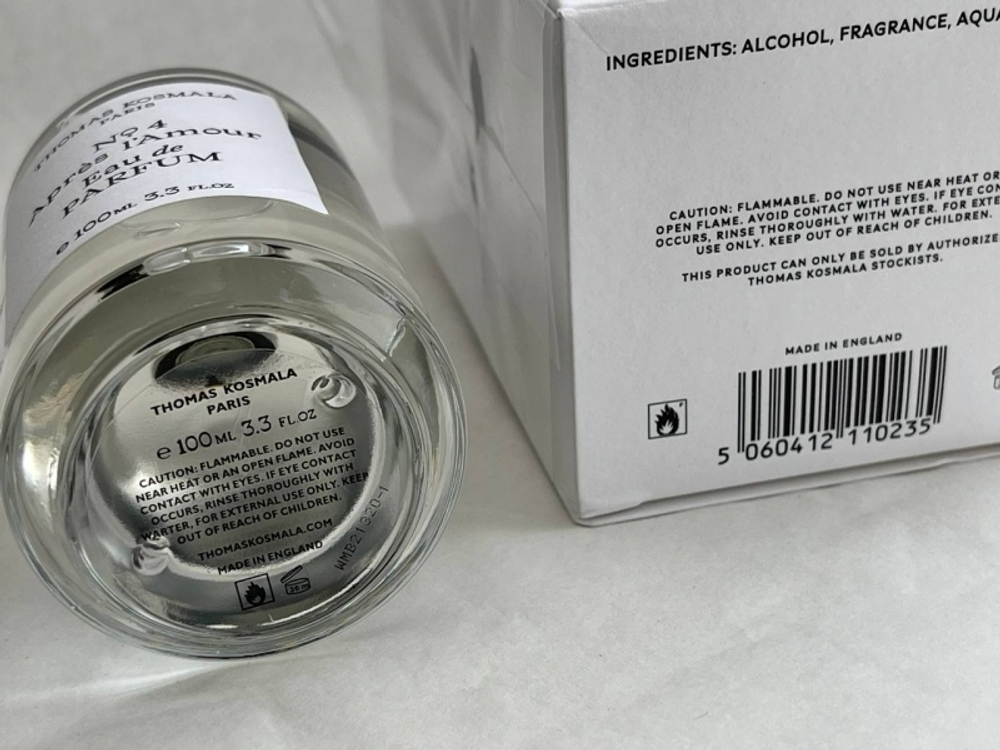 THOMAS KOSMALA
PARIS
No 4
Après l'Amour
Eau de
PARFUM
e 100ML 3.3 FL.OZ
THOMAS KOSMALA
PARIS
e 100ML 3.3 FL.OZ
CAUTION: FLAMMABLE. DO NOT USE
NEAR HEAT OR AN OPEN FLAME. AVOID
CONTACT WITH EYES. IF EYE CONTACT
OCCURS, RINSE THOROUGHLY WITH
WARTER, FOR EXTERNAL USE ONLY. KEEP
OUT OF REACH OF CHILDREN.
THOMASKOSMALA.COM
MADE IN ENGLAND
36 m
WMB21320-1
INGREDIENTS: ALCOHOL, FRAGRANCE, AQUA
CAUTION: FLAMMABLE. DO NOT USE NEAR HEAT OR
OPEN FLAME. AVOID CONTACT WITH EYES. IF EYE CON
OCCURS, RINSE THOROUGHLY WITH WATER. FOR EXTE
USE ONLY. KEEP OUT OF REACH OF CHILDREN.
THIS PRODUCT CAN ONLY BE SOLD BY AUTHORIZE
THOMAS KOSMALA STOCKISTS.
MADE IN ENGLAND
5 060412 110235